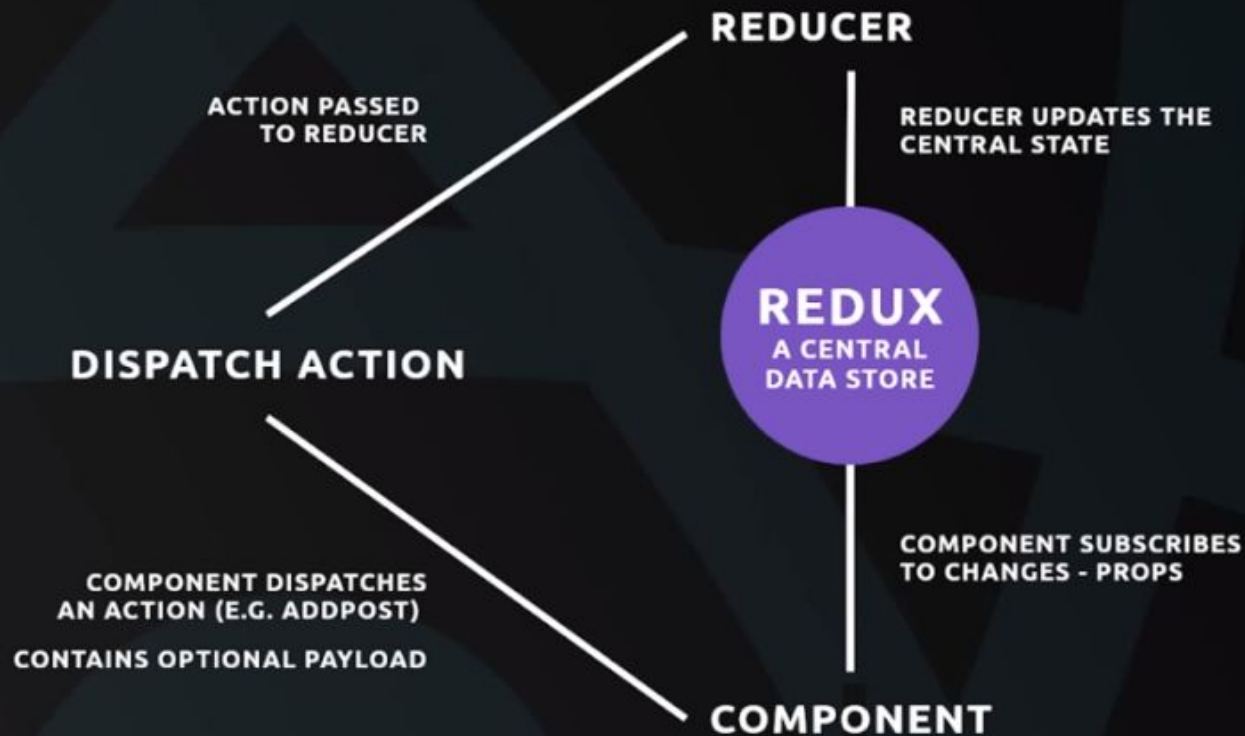 REDUCER
ACTION PASSED
TO REDUCER
REDUCER UPDATES THE
CENTRAL STATE
REDUX
A CENTRAL
DATA STORE
DISPATCH ACTION
COMPONENT SUBSCRIBES
TO CHANGES - PROPS
COMPONENT DISPATCHES
AN ACTION (E.G. ADDPOST)
CONTAINS OPTIONAL PAYLOAD
COMPONENT